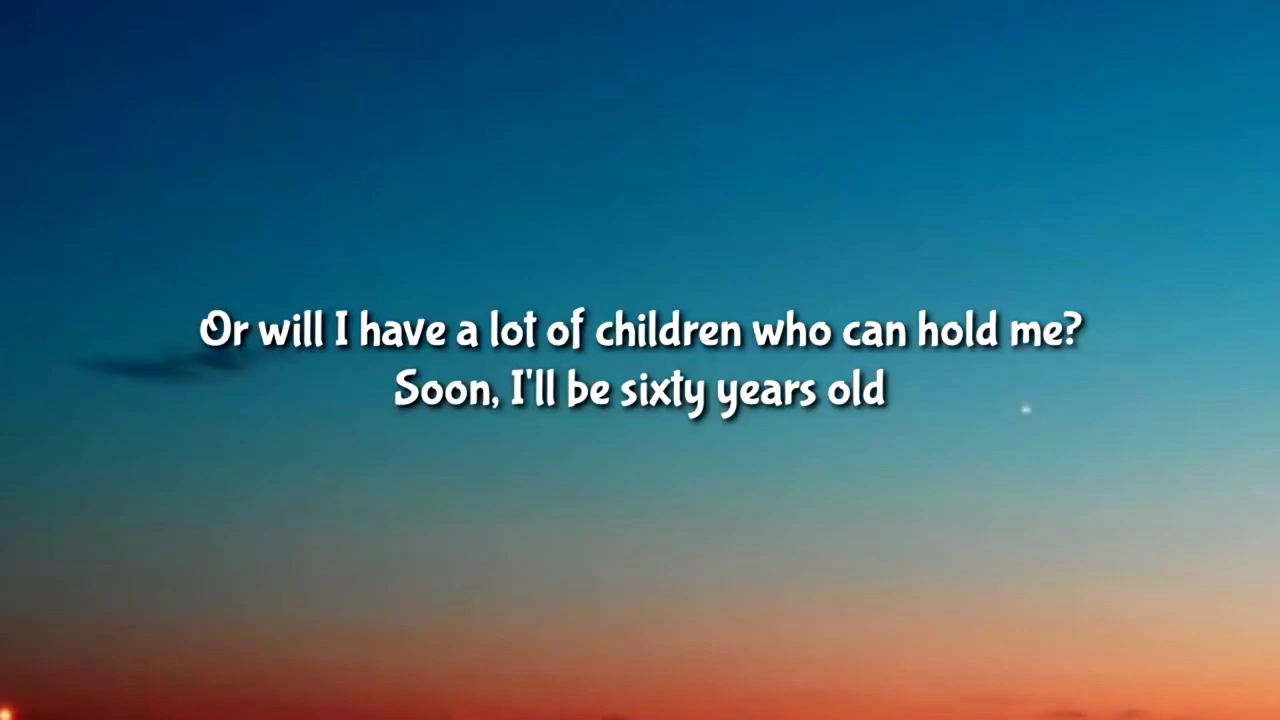 Or will I have a lot of children who can hold me?
Soon, I'll be sixty years old